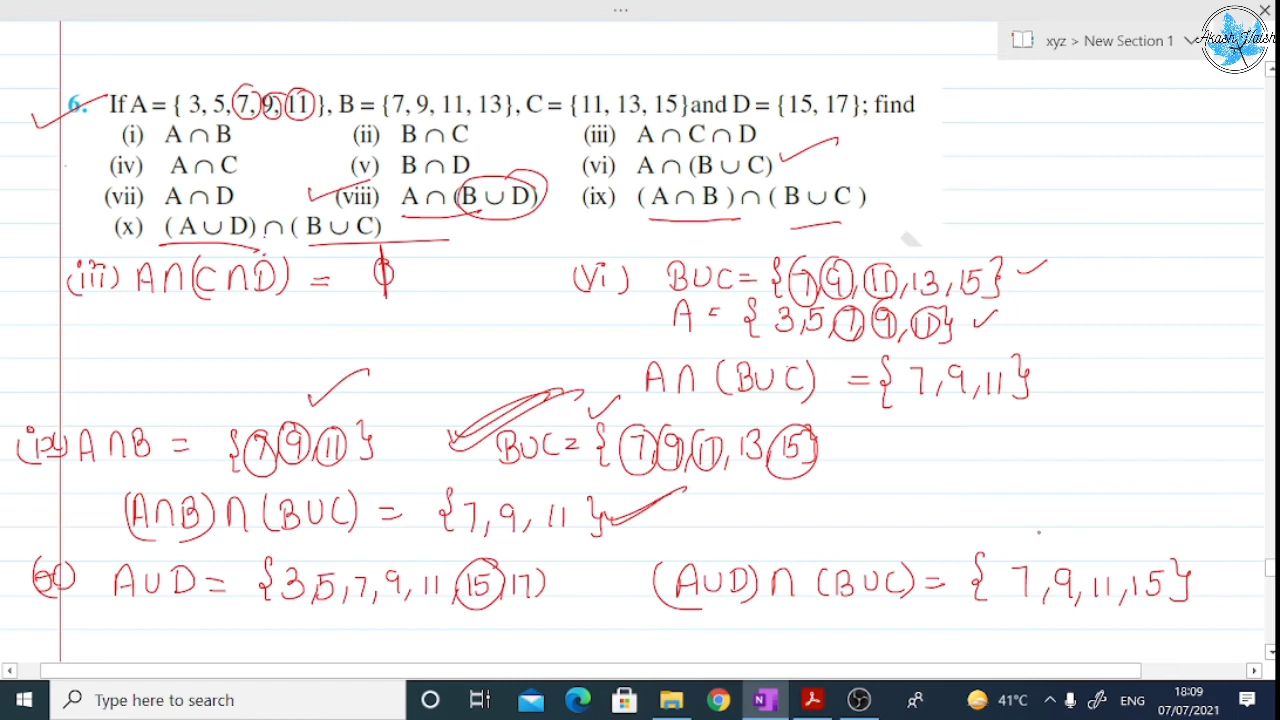 ...
xyz > New Section 1
Akash
6. If A = { 3, 5, 7, 9, 11 }, B = {7, 9, 11, 13}, C = {11, 13, 15}and D = {15, 17}; find
(i) A ∩ B (ii) B ∩ C (iii) A ∩ C ∩ D
(iv) A ∩ C (v) B ∩ D (vi) A ∩ (B ∪ C)
(vii) A ∩ D (viii) A ∩ (B ∪ D) (ix) ( A ∩ B ) ∩ ( B ∪ C )
(x) ( A ∪ D) ∩ ( B ∪ C)
(iii) A∩(C∩D) = ϕ
(vi) B∪C = {7, 9, 11, 13, 15}
A = { 3,5,7,9,11}
A∩ (B∪C) = { 7,9,11}
(ix) A∩B = {7 9 11}
B∪C = {7,9,11, 13 15}
(A∩B)∩(B∪C) = {7, 9, 11}
(x) A∪D = {3,5,7,9,11,15,17}
(A∪D)∩ (B∪C) = { 7,9,11,15}
Type here to search
41°C
ENG
18:09
07/07/2021